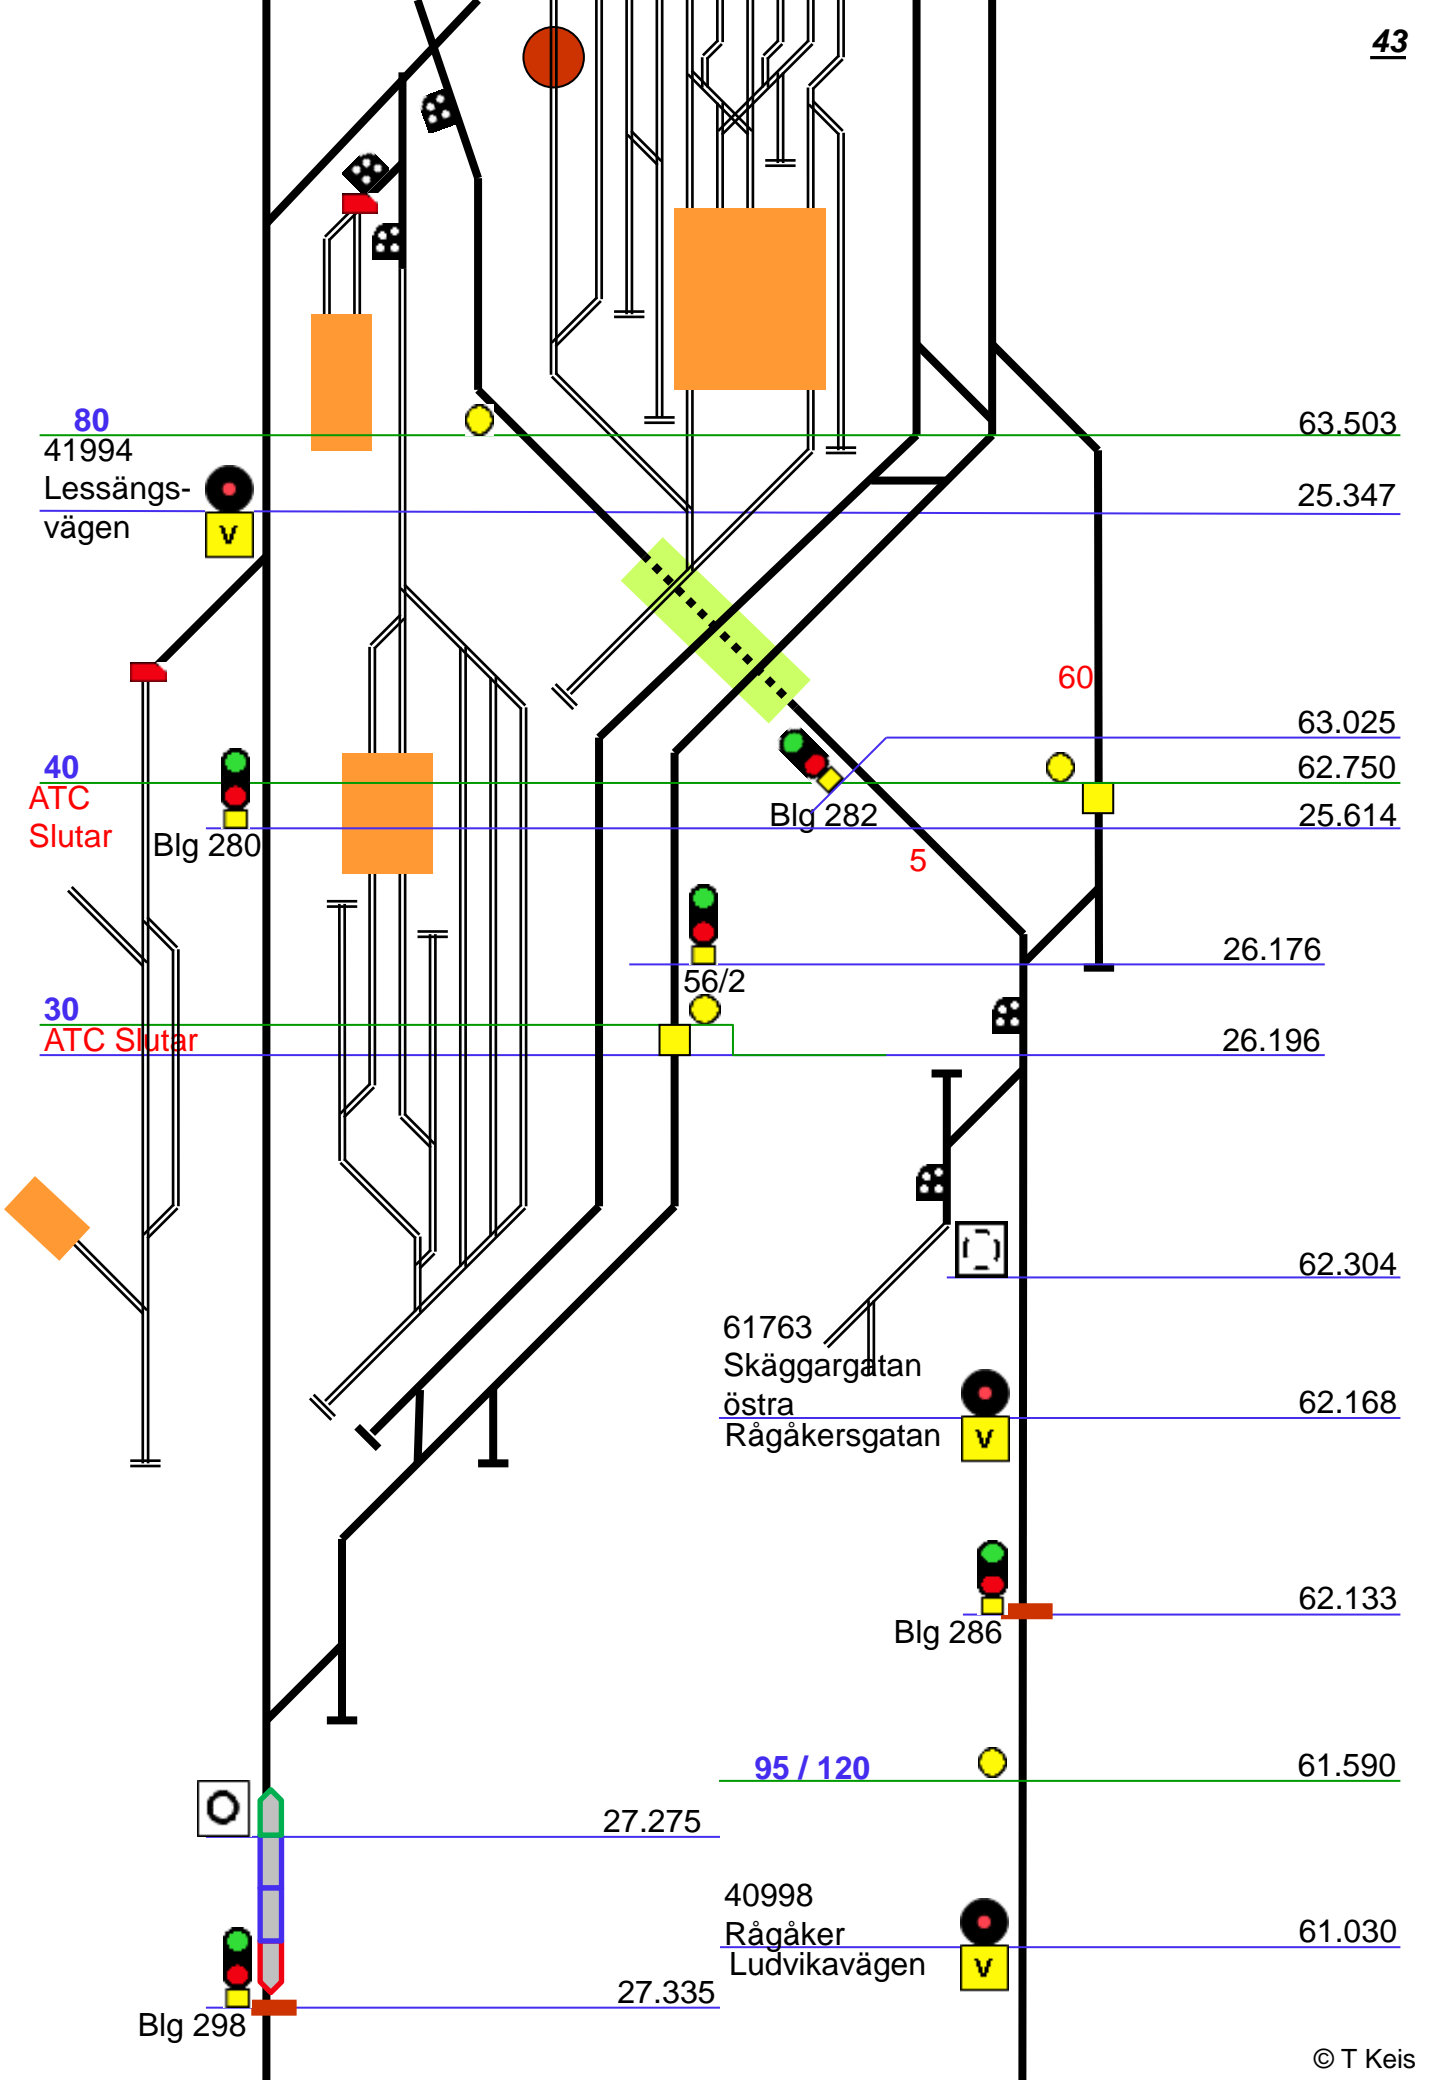 43
80
63.503
41994
Lessängs-
vägen
25.347
V
60
63.025
40
62.750
ATC
Slutar
Blg 282
25.614
Blg 280
5
26.176
56/2
30
ATC Slutar
26.196
62.304
61763
Skäggargatan
östra
Rågåkersgatan
62.168
V
62.133
Blg 286
95 / 120
61.590
27.275
40998
Rågåker
Ludvikavägen
61.030
V
27.335
Blg 298
© T Keis